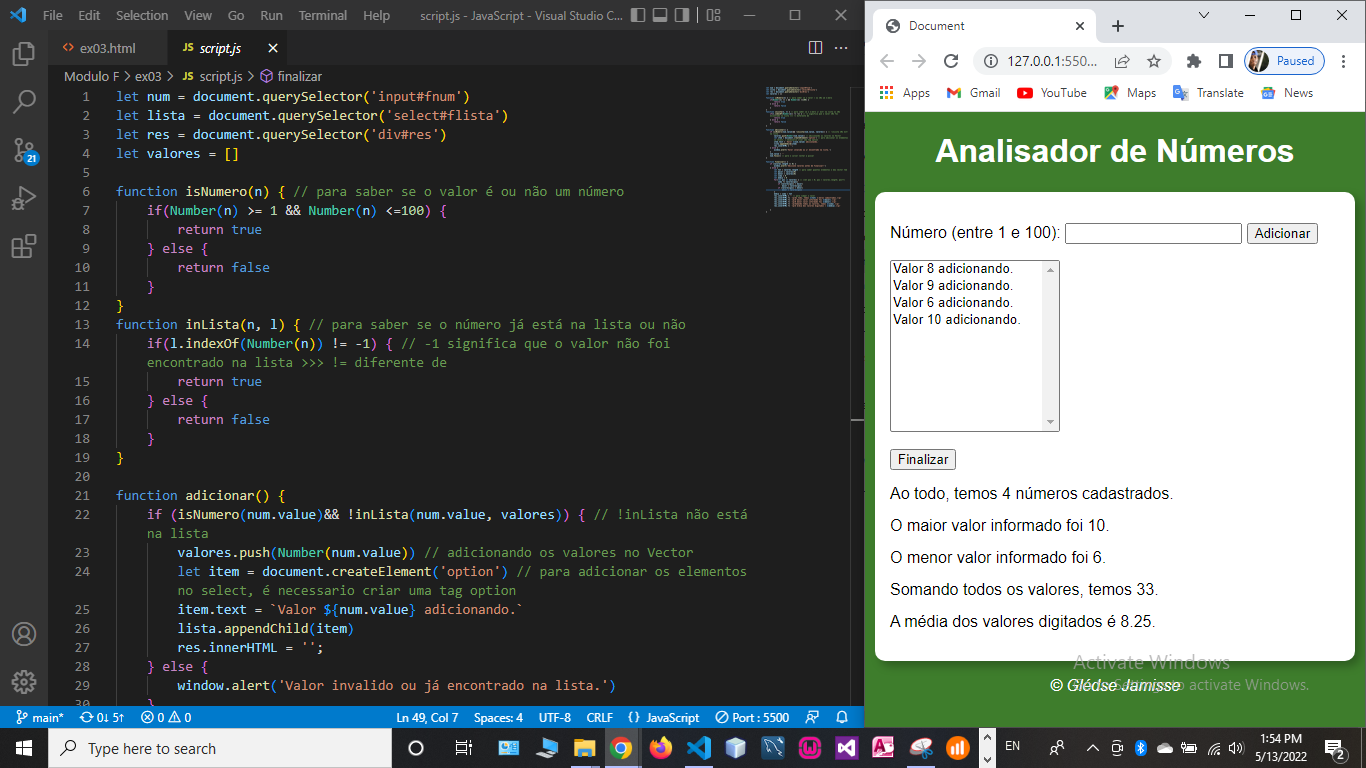 File Edit Selection View Go Run Terminal Help script.js - JavaScript - Visual Studio C...
ex03.html
JS script.js
Modulo F > ex03 > JS script.js > finalizar
1 let num = document.querySelector('input#fnum')
2 let lista = document.querySelector('select#flista')
3 let res = document.querySelector('div#res')
4 let valores = []
5
6 function isNumero(n) { // para saber se o valor é ou não um número
7 if(Number(n) >= 1 && Number(n) <=100) {
8 return true
9 } else {
10 return false
11 }
12 }
13 function inLista(n, l) { // para saber se o número já está na lista ou não
14 if(l.indexOf(Number(n)) != -1) { // -1 significa que o valor não foi
encontrado na lista >>> != diferente de
15 return true
16 } else {
17 return false
18 }
19 }
20
21 function adicionar() {
22 if (isNumero(num.value)&& !inLista(num.value, valores)) { // !inLista não está
na lista
23 valores.push(Number(num.value)) // adicionando os valores no Vector
24 let item = document.createElement('option') // para adicionar os elementos
no select, é necessario criar uma tag option
25 item.text = `Valor ${num.value} adicionando.`
26 lista.appendChild(item)
27 res.innerHTML = '';
28 } else {
29 window.alert('Valor invalido ou já encontrado na lista.')
30 }
21
main* 0↓ 5↑ 0 0 Ln 49, Col 7 Spaces: 4 UTF-8 CRLF {} JavaScript Port : 5500
Document
127.0.0.1:550... Paused
Apps Gmail YouTube Maps Translate News
Analisador de Números
Número (entre 1 e 100): Adicionar
Valor 8 adicionando.
Valor 9 adicionando.
Valor 6 adicionando.
Valor 10 adicionando.
Finalizar
Ao todo, temos 4 números cadastrados.
O maior valor informado foi 10.
O menor valor informado foi 6.
Somando todos os valores, temos 33.
A média dos valores digitados é 8.25.
Activate Windows
Go to Settings to activate Windows.
© Glédse Jamisse
Type here to search
EN
1:54 PM
5/13/2022
2